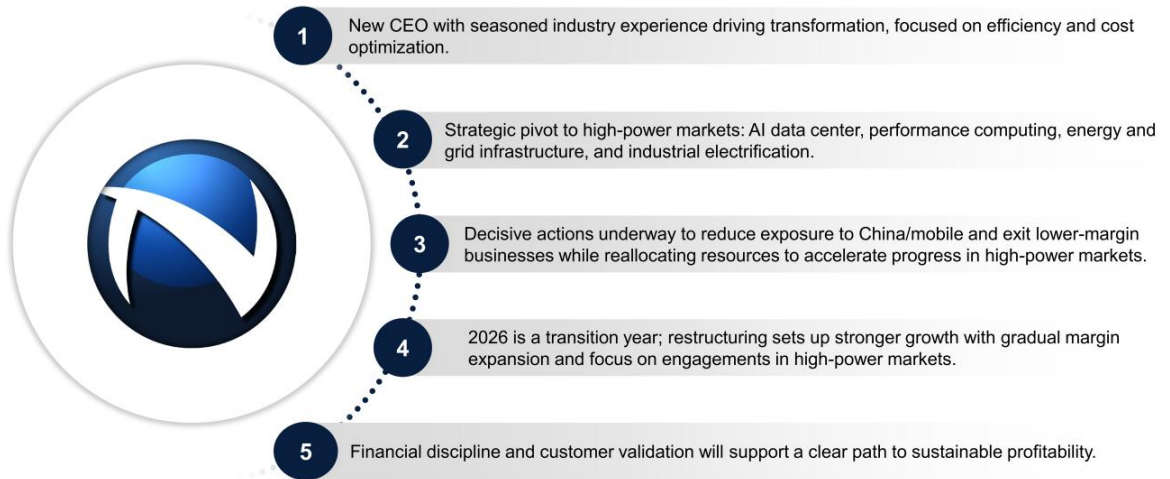 1
New CEO with seasoned industry experience driving transformation, focused on efficiency and cost
optimization.
2
Strategic pivot to high-power markets: AI data center, performance computing, energy and
grid infrastructure, and industrial electrification.
3
Decisive actions underway to reduce exposure to China/mobile and exit lower-margin
businesses while reallocating resources to accelerate progress in high-power markets.
4
2026 is a transition year; restructuring sets up stronger growth with gradual margin
expansion and focus on engagements in high-power markets.
5
Financial discipline and customer validation will support a clear path to sustainable profitability.